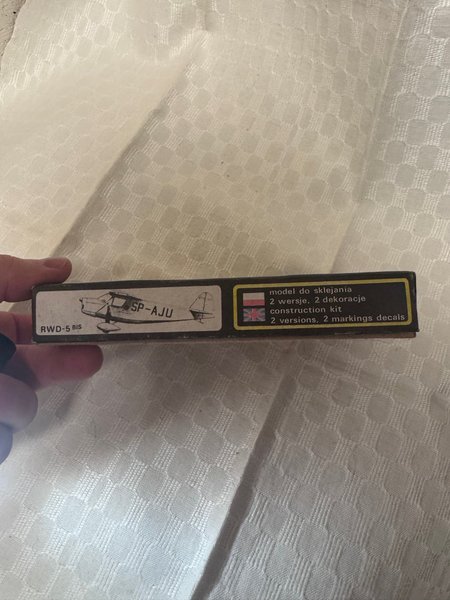 SP-AJU
RWD-5 BIS
model do sklejania
2 wersje, 2 dekoracje
construction kit
2 versions, 2 markings decals